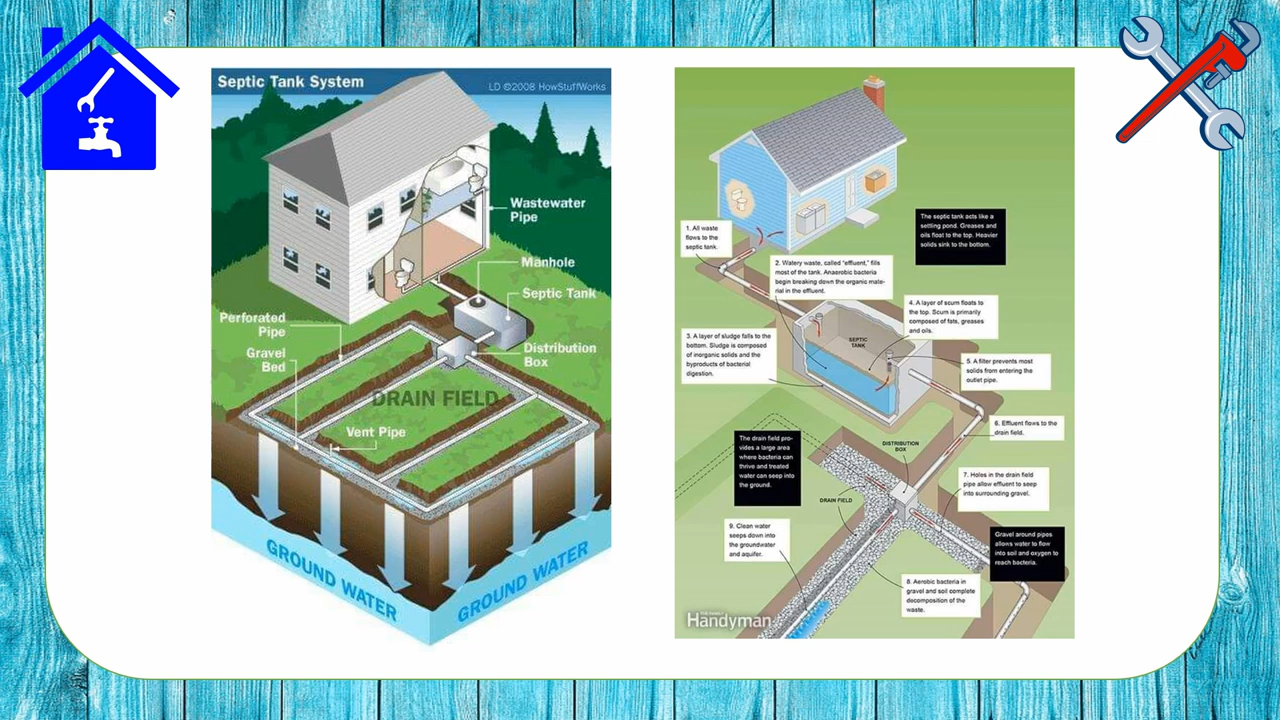 Septic Tank System
LD ©2008 HowStuffWorks
Wastewater
Pipe
Manhole
Septic Tank
Perforated
Pipe
Gravel
Bed
Distribution
Box
DRAIN FIELD
Vent Pipe
GROUND WATER
GROUND WATER
1. All waste
flows to the
septic tank.
The septic tank acts like a
settling pond. Greases and
oils float to the top. Heavier
solids sink to the bottom.
2. Watery waste, called "effluent," fills
most of the tank. Anaerobic bacteria
begin breaking down the organic mate-
rial in the effluent.
4. A layer of scum floats to
the top. Scum is primarily
composed of fats, greases
and oils.
3. A layer of sludge falls to the
bottom. Sludge is composed
of inorganic solids and the
byproducts of bacterial
digestion.
SEPTIC
TANK
5. A filter prevents most
solids from entering the
outlet pipe.
6. Effluent flows to the
drain field.
The drain field pro-
vides a large area
where bacteria can
thrive and treated
water can seep into
the ground.
DISTRIBUTION
BOX
7. Holes in the drain field
pipe allow effluent to seep
into surrounding gravel.
DRAIN FIELD
9. Clean water
seeps down into
the groundwater
and aquifer.
Gravel around pipes
allows water to flow
into soil and oxygen to
reach bacteria.
8. Aerobic bacteria in
gravel and soil complete
decomposition of the
waste.
Handyman